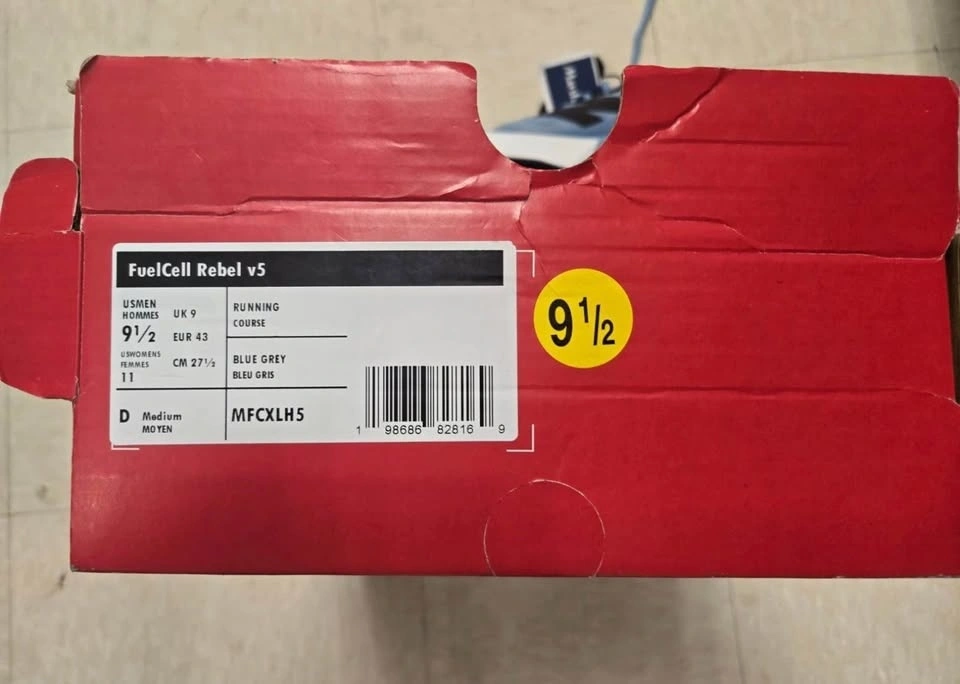 FuelCell Rebel v5
USMEN
HOMMES
9½
USWOMENS
FEMMES
11
UK 9
EUR 43
CM 27½
RUNNING
COURSE
BLUE GREY
BLEU GRIS
D Medium
MOYEN
MFCXLH5
1 98686 82816 9
9½